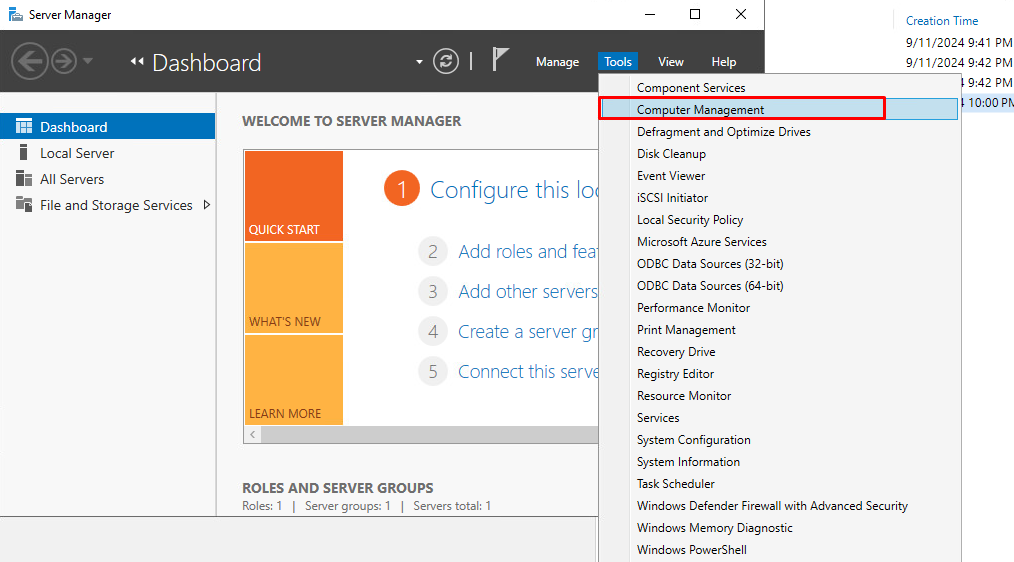 Server Manager
Dashboard
Manage
Tools
View
Help
Dashboard
Local Server
All Servers
File and Storage Services
WELCOME TO SERVER MANAGER
QUICK START
WHAT'S NEW
LEARN MORE
1 Configure this
2 Add roles and
3 Add other servers
4 Create a server
5 Connect this
ROLES AND SERVER GROUPS
Roles: 1 | Server groups: 1 | Servers total: 1
Component Services
Computer Management
Defragment and Optimize Drives
Disk Cleanup
Event Viewer
iSCSI Initiator
Local Security Policy
Microsoft Azure Services
ODBC Data Sources (32-bit)
ODBC Data Sources (64-bit)
Performance Monitor
Print Management
Recovery Drive
Registry Editor
Resource Monitor
Services
System Configuration
System Information
Task Scheduler
Windows Defender Firewall with Advanced Security
Windows Memory Diagnostic
Windows PowerShell
Creation Time
9/11/2024 9:41 PM
9/11/2024 9:42 PM
4 9:42 PM
4 10:00 PM